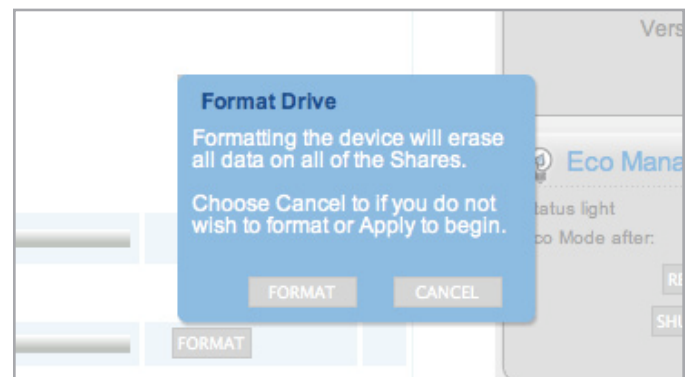 Vers
Format Drive
Formatting the device will erase
all data on all of the Shares.
Choose Cancel to if you do not
wish to format or Apply to begin.
FORMAT CANCEL
Eco Mana
tatus light
co Mode after:
RE
SHU
FORMAT